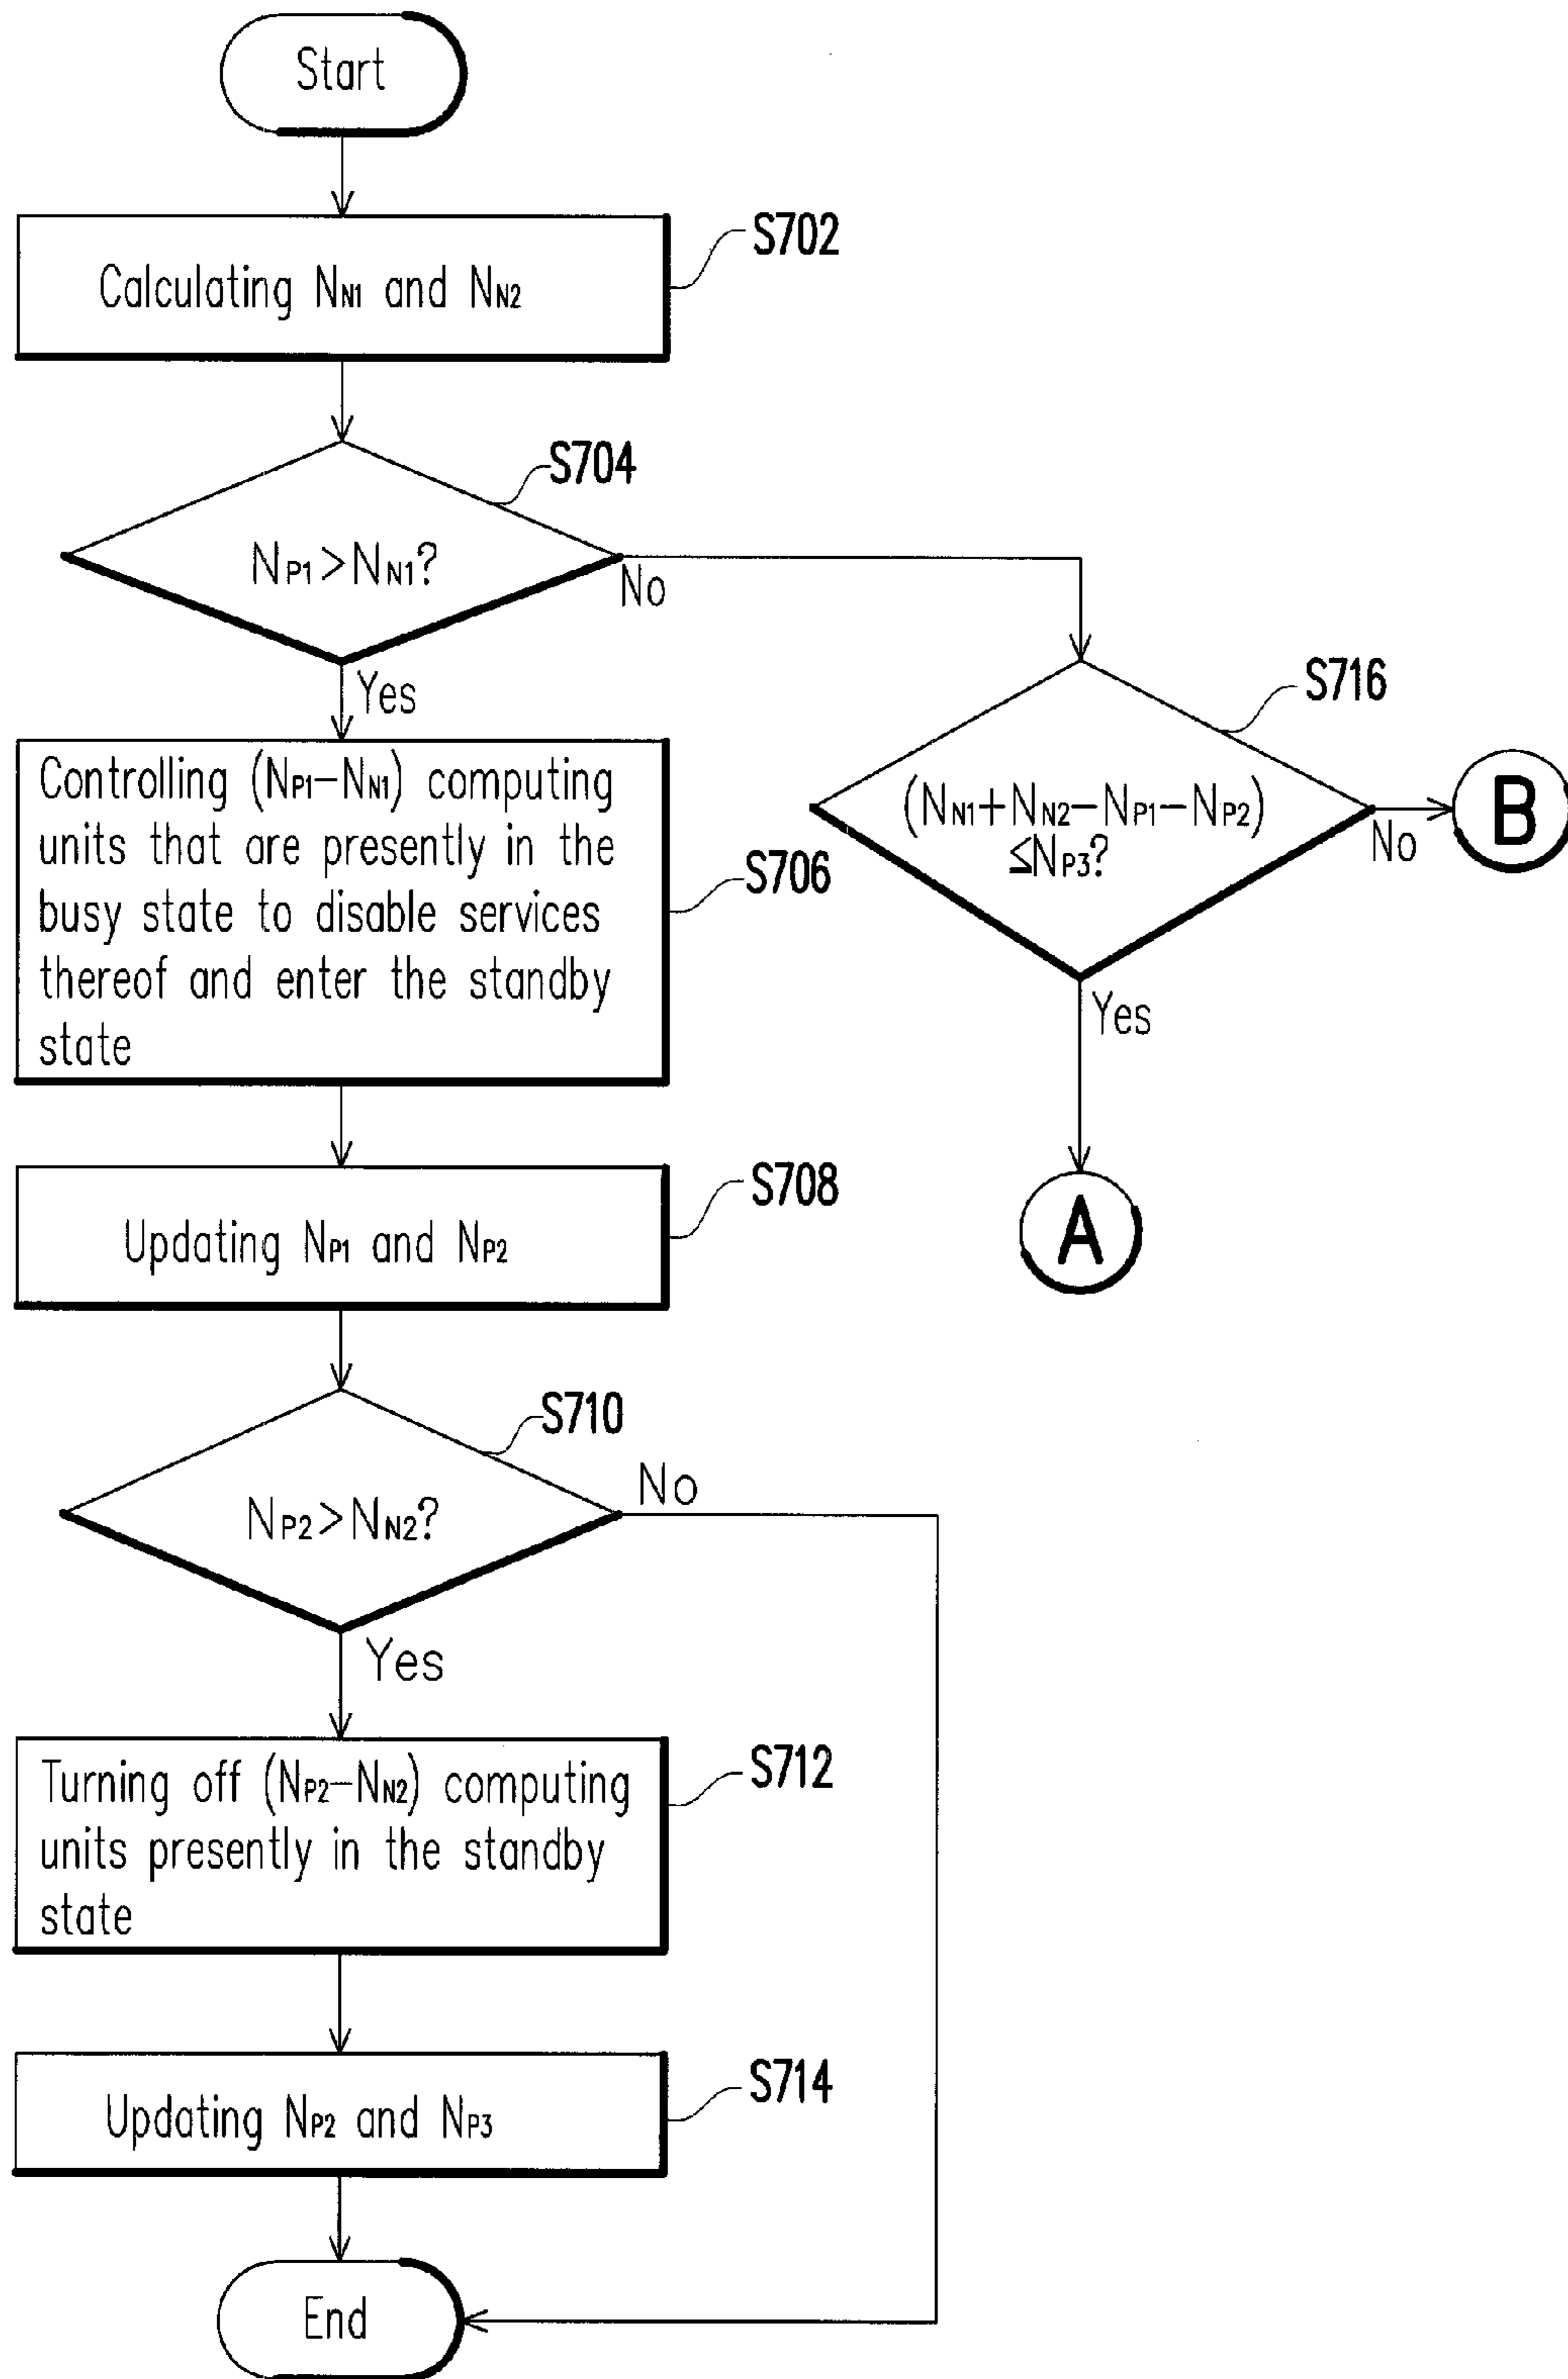 Start
S702
Calculating NN1 and NN2
S704
NP1>NN1?
No
Yes
S716
(NN1+NN2-NP1-NP2)
≤NP3?
No
B
Yes
A
Controlling (NP1-NN1) computing
units that are presently in the
busy state to disable services
thereof and enter the standby
state
S706
S708
Updating NP1 and NP2
S710
NP2>NN2?
No
Yes
S712
Turning off (NP2-NN2) computing
units presently in the standby
state
S714
Updating NP2 and NP3
End